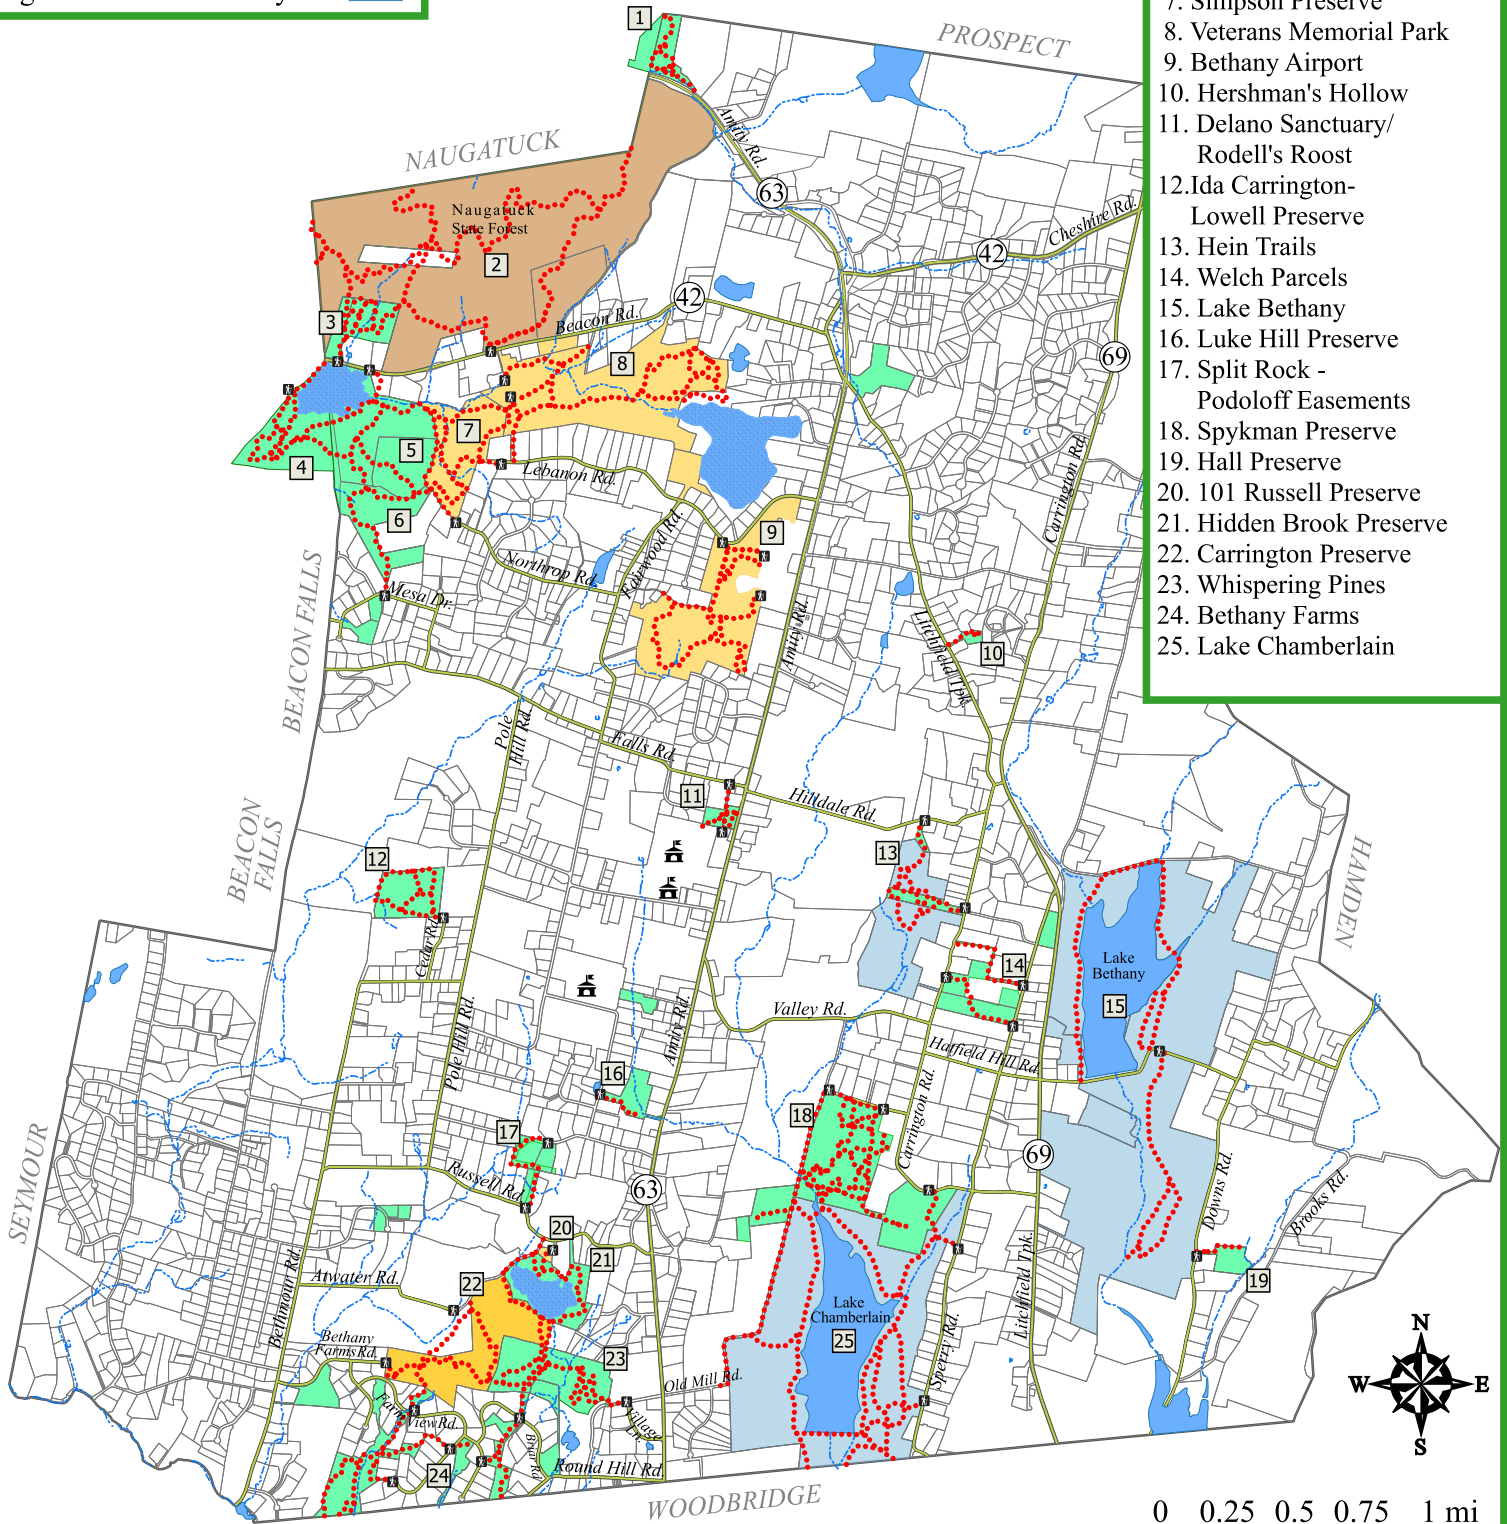 7. Simpson Preserve
8. Veterans Memorial Park
9. Bethany Airport
10. Hershman's Hollow
11. Delano Sanctuary/
Rodell's Roost
12.Ida Carrington-
Lowell Preserve
13. Hein Trails
14. Welch Parcels
15. Lake Bethany
16. Luke Hill Preserve
17. Split Rock -
Podoloff Easements
18. Spykman Preserve
19. Hall Preserve
20. 101 Russell Preserve
21. Hidden Brook Preserve
22. Carrington Preserve
23. Whispering Pines
24. Bethany Farms
25. Lake Chamberlain
1
PROSPECT
NAUGATUCK
Amity Rd.
63
Naugatuck
State Forest
2
42
Cheshire Rd.
42
Beacon Rd.
3
8
69
7
5
4
Lebanon Rd.
Carrington Rd.
6
9
Fairwood Rd.
Northrop Rd.
Mesa Dr.
BEACON FALLS
Amity Rd.
Litchfield Tpk.
10
Pole
Hill Rd.
Falls Rd.
11
Hilldale Rd.
BEACON
FALLS
12
13
HAMDEN
Cedar Rd.
14
Lake
Bethany
15
Valley Rd.
Amity Rd.
Pole Hill Rd.
Hatfield Hill Rd.
16
18
Carrington Rd.
17
SEYMOUR
69
Russell Rd.
63
Downs Rd.
Brooks Rd.
20
21
19
Atwater Rd.
22
Bethmour Rd.
Lake
Chamberlain
25
Litchfield Tpk.
Sperry Rd.
Bethany
Farms Rd.
23
Old Mill Rd.
Farm View Rd.
Village
Ln.
Briar Rd.
24
Round Hill Rd.
WOODBRIDGE
N
W
E
S
0 0.25 0.5 0.75 1 mi